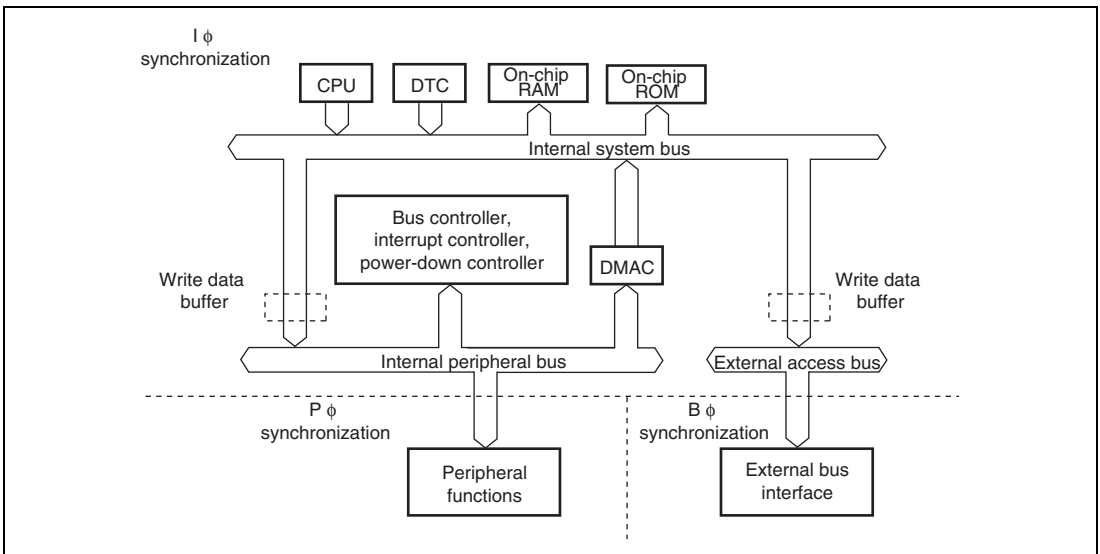 I ϕ
synchronization
CPU
DTC
On-chip
RAM
On-chip
ROM
Internal system bus
Bus controller,
interrupt controller,
power-down controller
DMAC
Write data
buffer
Write data
buffer
Internal peripheral bus
External access bus
P ϕ
synchronization
B ϕ
synchronization
Peripheral
functions
External bus
interface